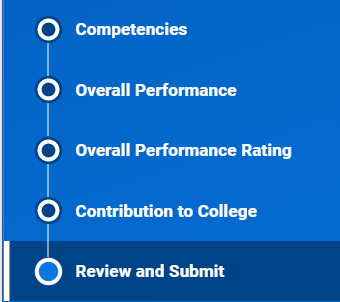 Competencies
Overall Performance
Overall Performance Rating
Contribution to College
Review and Submit